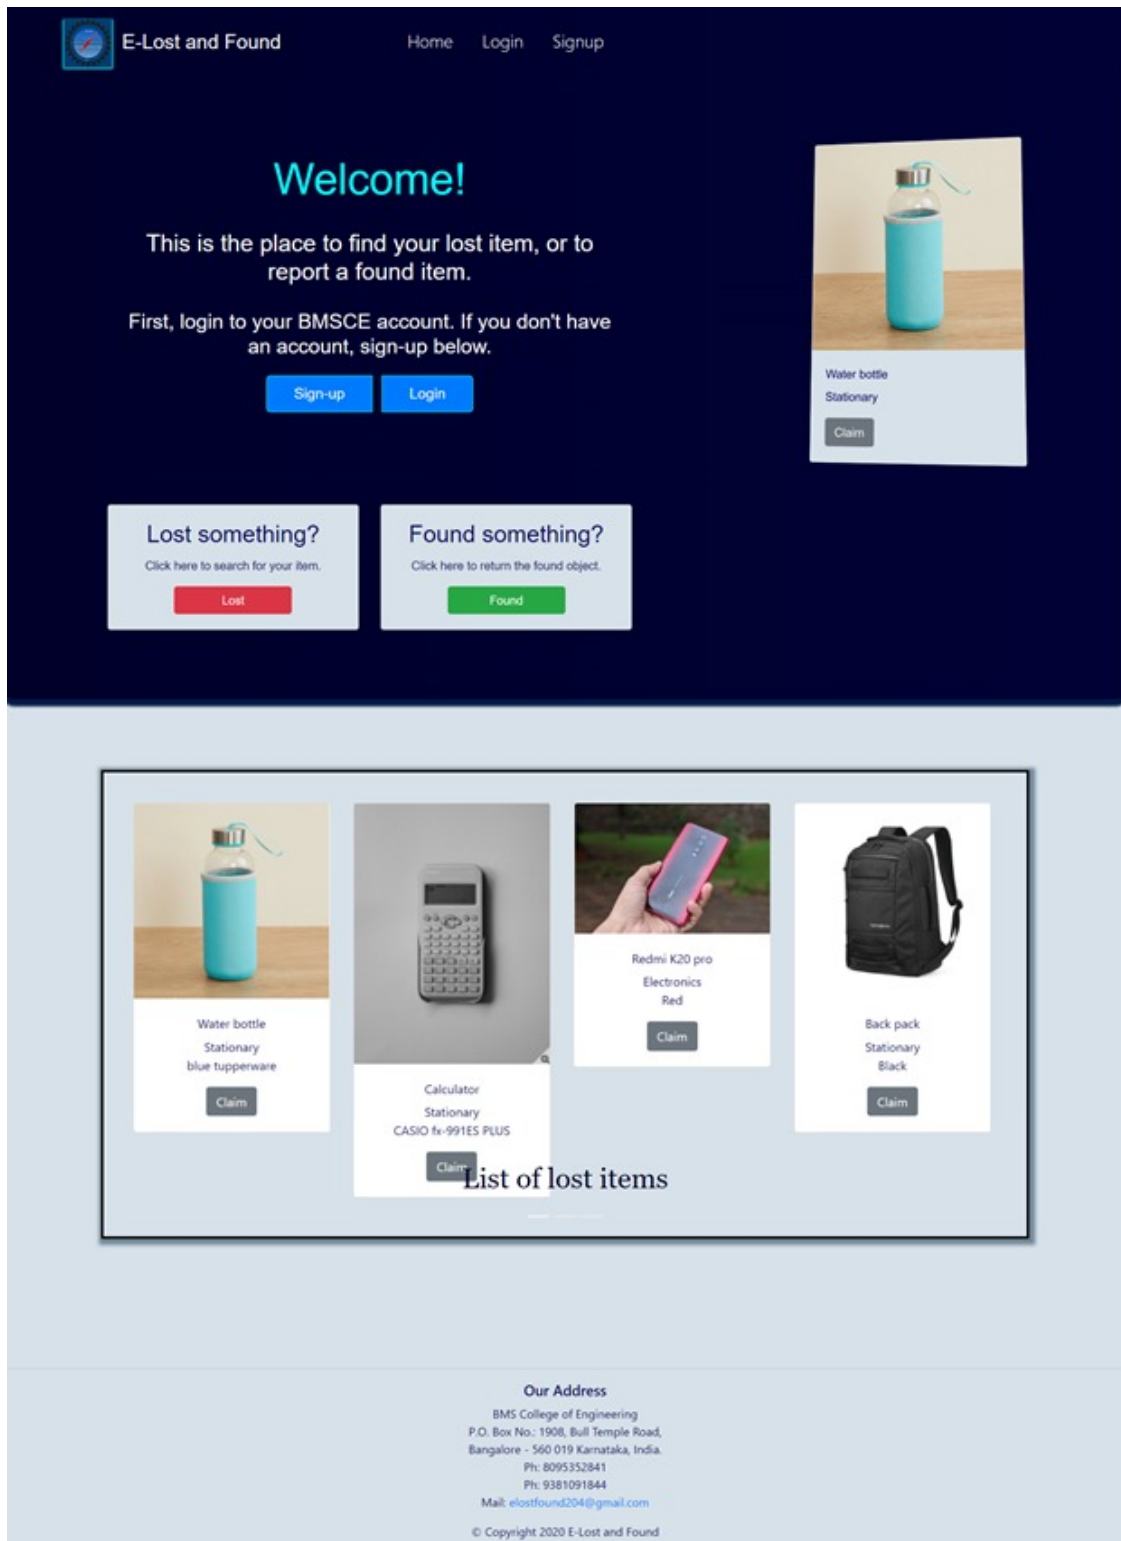 E-Lost and Found
Home Login Signup
Welcome!
This is the place to find your lost item, or to
report a found item.
First, login to your BMSCE account. If you don't have
an account, sign-up below.
Sign-up Login
Water bottle
Stationary
Claim
Lost something?
Click here to search for your item.
Lost
Found something?
Click here to return the found object.
Found
Water bottle
Stationary
blue tupperware
Claim
Calculator
Stationary
CASIO fx-991ES PLUS
Claim
Redmi K20 pro
Electronics
Red
Claim
Back pack
Stationary
Black
Claim
List of lost items
Our Address
BMS College of Engineering
P.O. Box No.: 1908, Bull Temple Road,
Bangalore - 560 019 Karnataka, India.
Ph: 8095352841
Ph: 9381091844
Mail: elostfound204@gmail.com
© Copyright 2020 E-Lost and Found